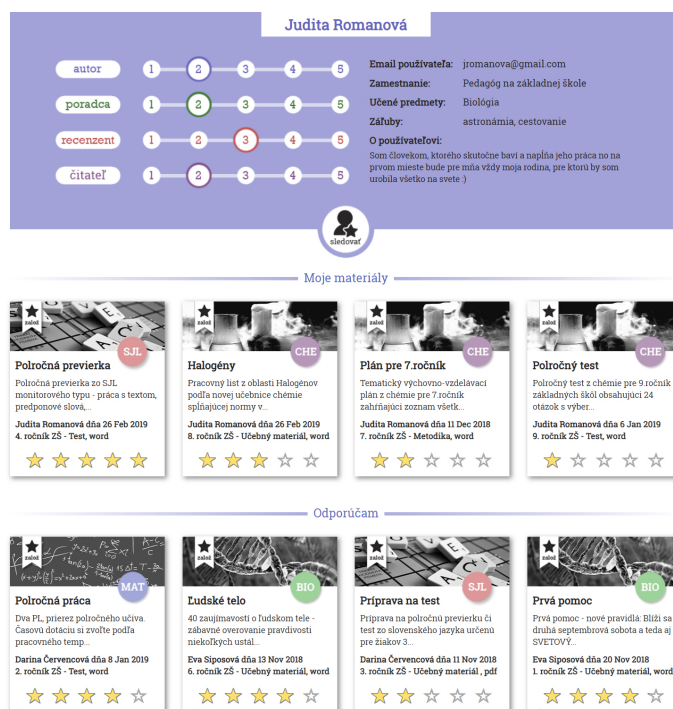 Judita Romanová
autor 1 2 3 4 5
poradca 1 2 3 4 5
recenzent 1 2 3 4 5
čitateľ 1 2 3 4 5
Email používateľa: jromanova@gmail.com
Zamestnanie: Pedagóg na základnej škole
Učené predmety: Biológia
Záľuby: astronámia, cestovanie
O používateľovi:
Som človekom, ktorého skutočne baví a napĺňa jeho práca no na
prvom mieste bude pre mňa vždy moja rodina, pre ktorú by som
urobila všetko na svete :)
sledovať
Moje materiály
založ
SJL
Polročná previerka
Polročná previerka zo SJL
monitorového typu - práca s textom,
predponové slová,...
Judita Romanová dňa 26 Feb 2019
4. ročník ZŠ - Test, word
založ
CHE
Halogény
Pracovný list z oblasti Halogénov
podľa novej učebnice chémie
spĺňajúcej normy v...
Judita Romanová dňa 26 Feb 2019
8. ročník ZŠ - Učebný materiál, word
založ
CHE
Plán pre 7.ročník
Tematický výchovno-vzdelávací
plán z chémie pre 7.ročník
zahŕňajúci zoznam všetk...
Judita Romanová dňa 11 Dec 2018
7. ročník ZŠ - Metodika, word
založ
CHE
Polročný test
Polročný test z chémie pre 9.ročník
základných škôl obsahujúci 24
otázok s výber...
Judita Romanová dňa 6 Jan 2019
9. ročník ZŠ - Test, word
Odporúčam
založ
MAT
Polročná práca
Dva PL, prierez polročného učiva.
Časovú dotáciu si zvoľte podľa
pracovného temp...
Darina Červencová dňa 8 Jan 2019
2. ročník ZŠ - Test, word
založ
BIO
Ľudské telo
40 zaujímavostí o ľudskom tele -
zábavné overovanie pravdivosti
niekoľkých ustál...
Eva Siposová dňa 13 Nov 2018
6. ročník ZŠ - Učebný materiál, word
založ
SJL
Príprava na test
Príprava na polročnú previerku či
test zo slovenského jazyka určenú
pre žiakov 3...
Darina Červencová dňa 11 Nov 2018
3. ročník ZŠ - Učebný materiál , pdf
založ
BIO
Prvá pomoc
Prvá pomoc - nové pravidlá: Blíži sa
druhá septembrová sobota a teda aj
SVETOVÝ...
Eva Siposová dňa 20 Nov 2018
1. ročník ZŠ - Učebný materiál, word